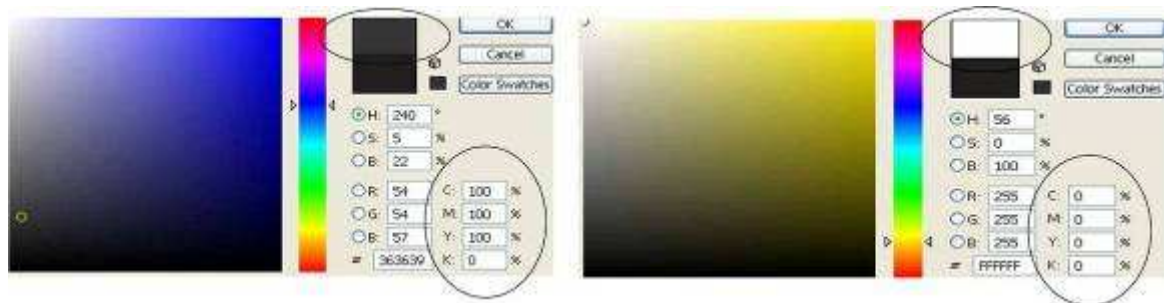 OK
Cancel
Color Swatches
H: 240 °
S: 5 %
B: 22 %
R: 54 C: 100 %
G: 54 M: 100 %
B: 57 Y: 100 %
# 363639 K: 0 %
OK
Cancel
Color Swatches
H: 56 °
S: 0 %
B: 100 %
R: 255 C: 0 %
G: 255 M: 0 %
B: 255 Y: 0 %
# FFFFFF K: 0 %